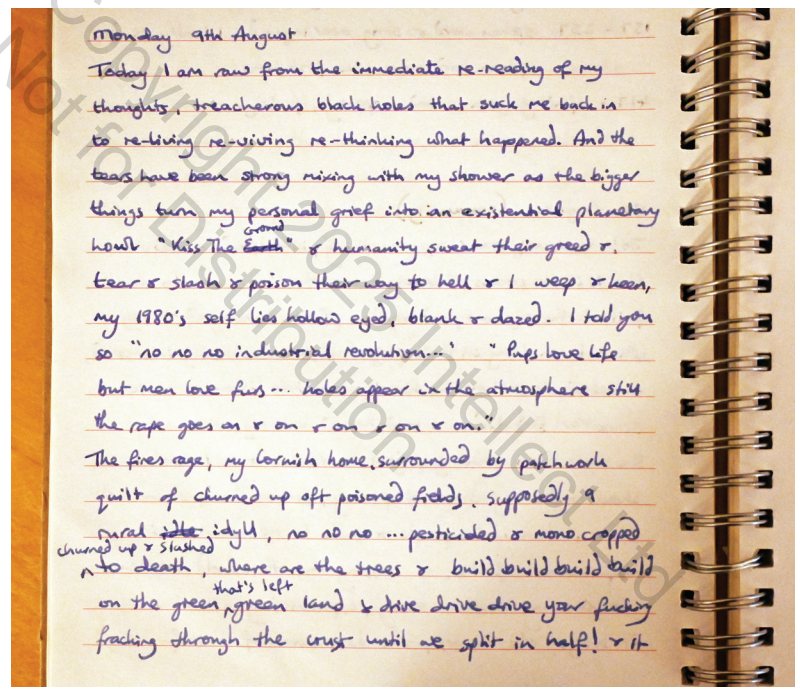 Monday 9th August
Today I am raw from the immediate re-reading of my
thoughts, treacherous black holes that suck me back in
to re-living re-viving re-thinking what happened. And the
tears have been strong mixing with my shower as the bigger
things turn my personal grief into an existential planetary
howl. "Kiss The Earth Ground" & humanity sweat their greed &
tear & slash & poison their way to hell & I weep & keen,
my 1980's self lies hollow eyed, blank & dazed. I told you
so "no no no industrial revolution..." "Pups love life
but men love furs... holes appear in the atmosphere still
the rape goes on & on & on & on & on."
The fires rage, my Cornish home, surrounded by patchwork
quilt of churned up oft poisoned fields. Supposedly a
rural idle idyll, no no no ... pesticided & mono cropped
churned up & slashed
to death, where are the trees & build build build build
on the green that's left green land & drive drive drive your fucking
fracking through the crust until we split in half! & it
Copyright 2025 Intellect Ltd
Not for Distribution